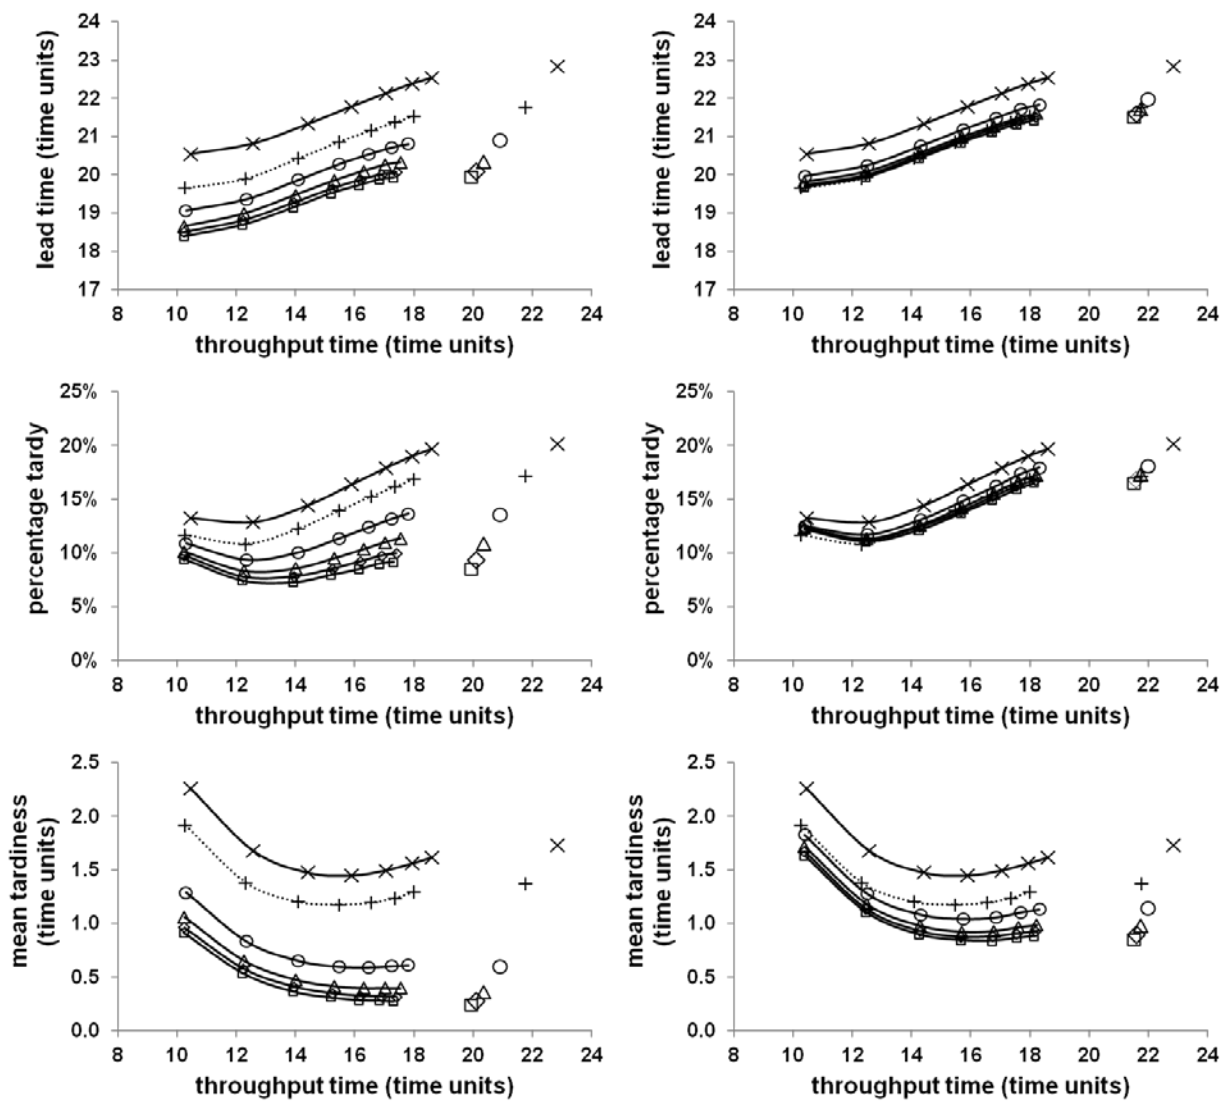 lead time (time units)
24
23
22
21
20
19
18
17
8 10 12 14 16 18 20 22 24
throughput time (time units)
lead time (time units)
24
23
22
21
20
19
18
17
8 10 12 14 16 18 20 22 24
throughput time (time units)
percentage tardy
25%
20%
15%
10%
5%
0%
8 10 12 14 16 18 20 22 24
throughput time (time units)
percentage tardy
25%
20%
15%
10%
5%
0%
8 10 12 14 16 18 20 22 24
throughput time (time units)
mean tardiness
(time units)
2.5
2.0
1.5
1.0
0.5
0.0
8 10 12 14 16 18 20 22 24
throughput time (time units)
mean tardiness
(time units)
2.5
2.0
1.5
1.0
0.5
0.0
8 10 12 14 16 18 20 22 24
throughput time (time units)